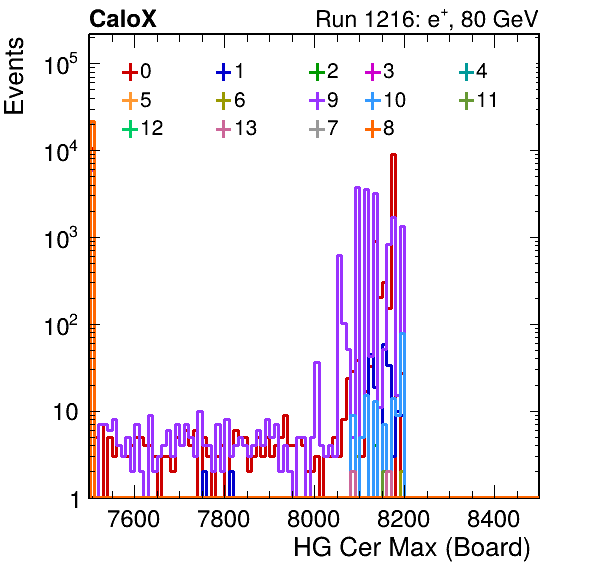 CaloX Run 1216: e⁺, 80 GeV
Events
10⁵
10⁴
10³
10²
10
1
0 1 2 3 4
5 6 9 10 11
12 13 7 8
7600 7800 8000 8200 8400
HG Cer Max (Board)